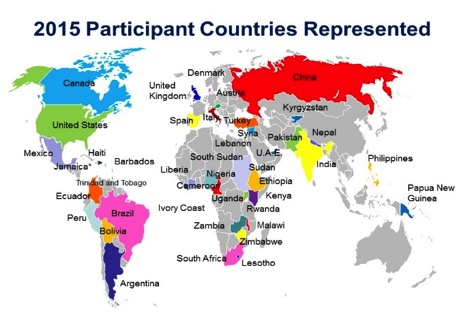 2015 Participant Countries Represented
Canada
United States
Mexico
Haiti
Jamaica
Barbados
Trinidad and Tobago
Ecuador
Peru
Brazil
Bolivia
Argentina
Denmark
United
Kingdom
Austria
China
Spain
Italy
Turkey
Kyrgyzstan
Syria
Lebanon
Pakistan
Nepal
U.A.E.
India
Philippines
Papua New
Guinea
South Sudan
Sudan
Liberia
Nigeria
Cameroon
Ethiopia
Uganda
Kenya
Ivory Coast
Rwanda
Zambia
Malawi
Zimbabwe
South Africa
Lesotho